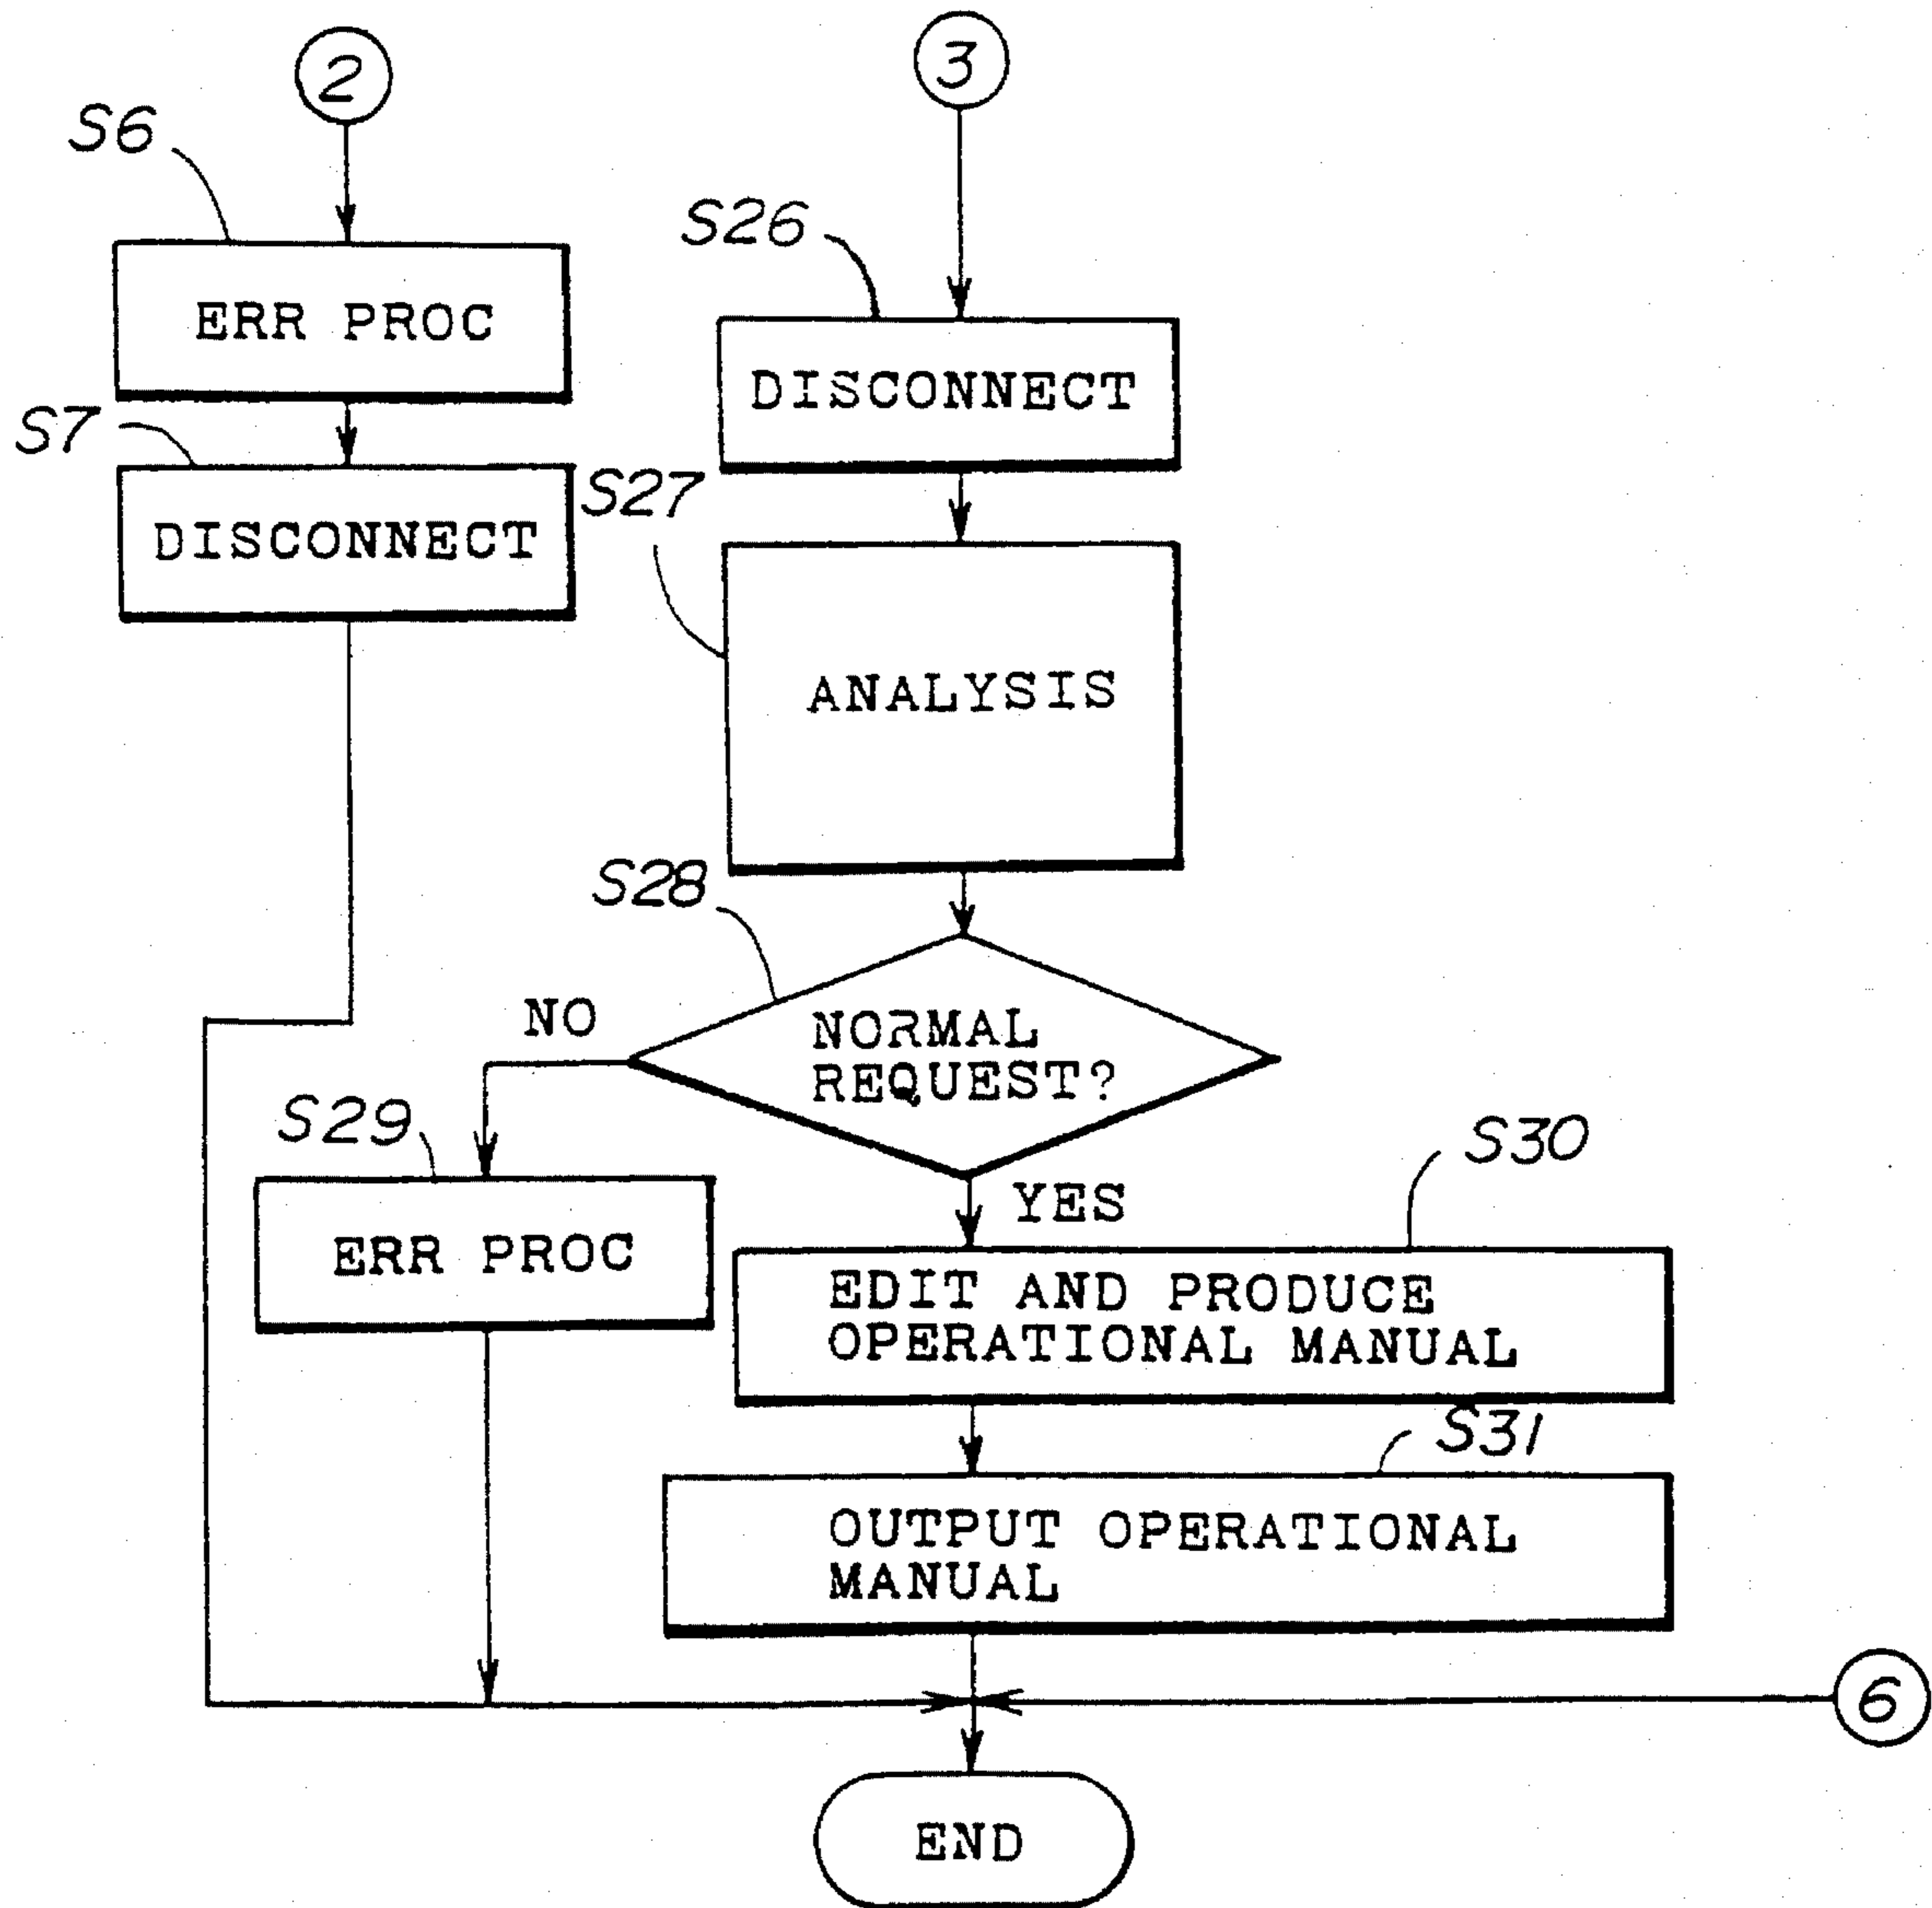 2
3
S6
S26
ERR PROC
DISCONNECT
S7
S27
DISCONNECT
ANALYSIS
S28
NO
NORMAL
REQUEST?
S29
S30
YES
ERR PROC
EDIT AND PRODUCE
OPERATIONAL MANUAL
S31
OUTPUT OPERATIONAL
MANUAL
6
END